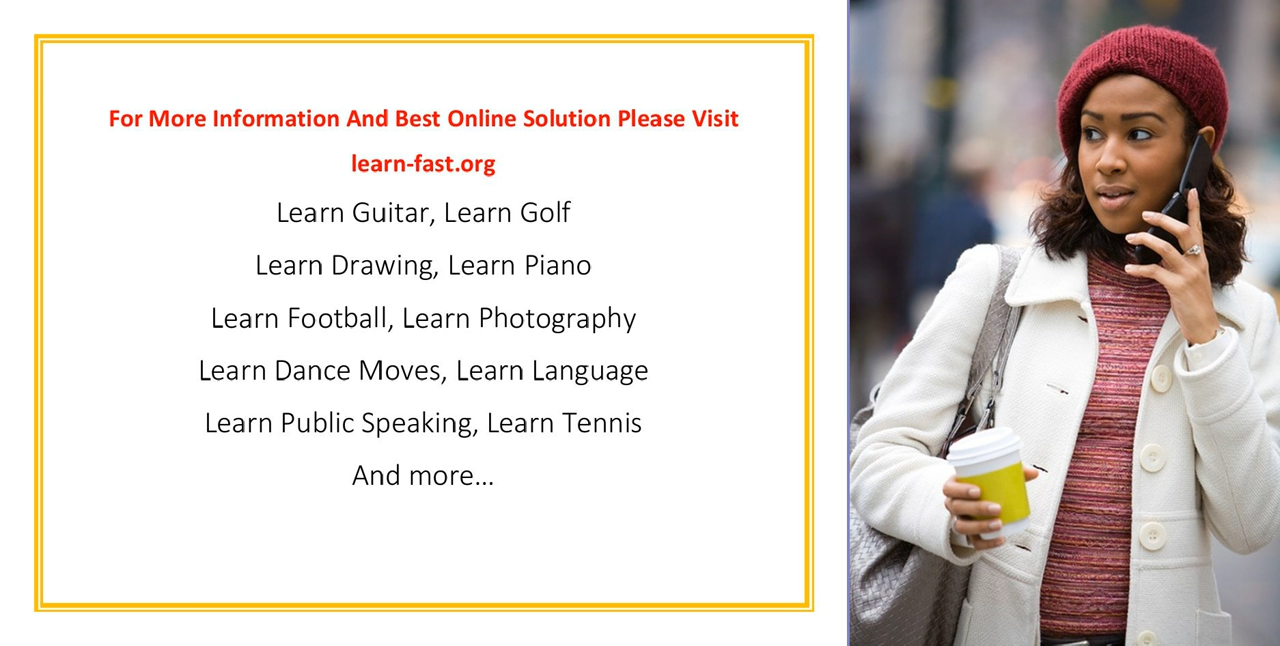 For More Information And Best Online Solution Please Visit
learn-fast.org
Learn Guitar, Learn Golf
Learn Drawing, Learn Piano
Learn Football, Learn Photography
Learn Dance Moves, Learn Language
Learn Public Speaking, Learn Tennis
And more...